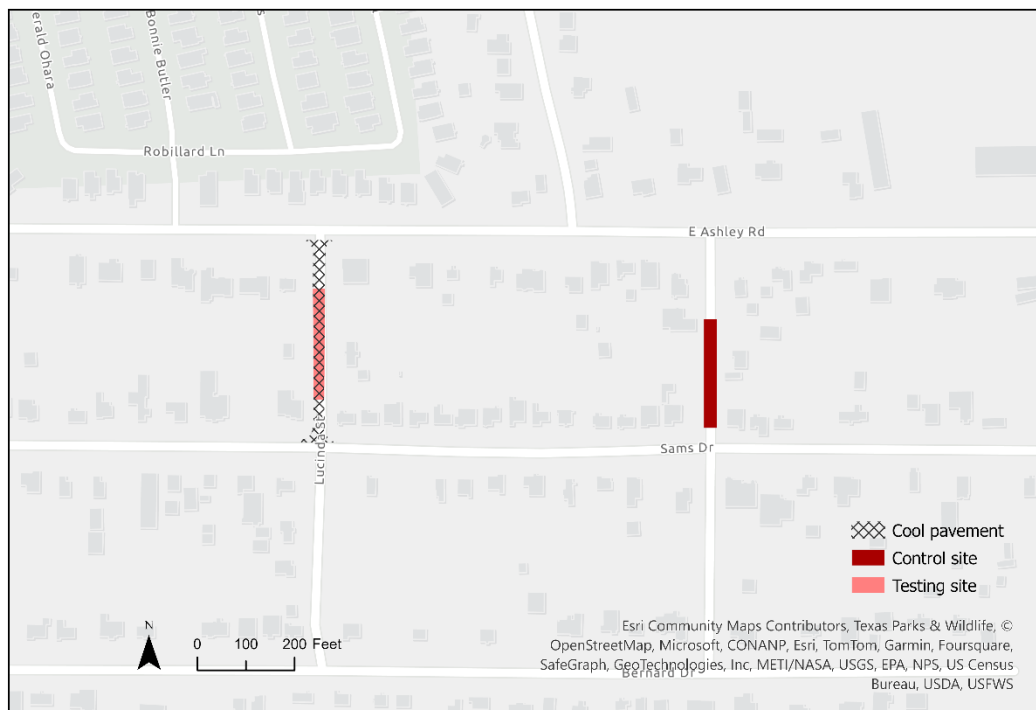 erald Ohara
Bonnie Butler
s
Robillard Ln
E Ashley Rd
Lucinda St
Sams Dr
Cool pavement
Control site
Testing site
N
0 100 200 Feet
Bernard Dr
Esri Community Maps Contributors, Texas Parks & Wildlife, ©
OpenStreetMap, Microsoft, CONANP, Esri, TomTom, Garmin, Foursquare,
SafeGraph, GeoTechnologies, Inc, METI/NASA, USGS, EPA, NPS, US Census
Bureau, USDA, USFWS